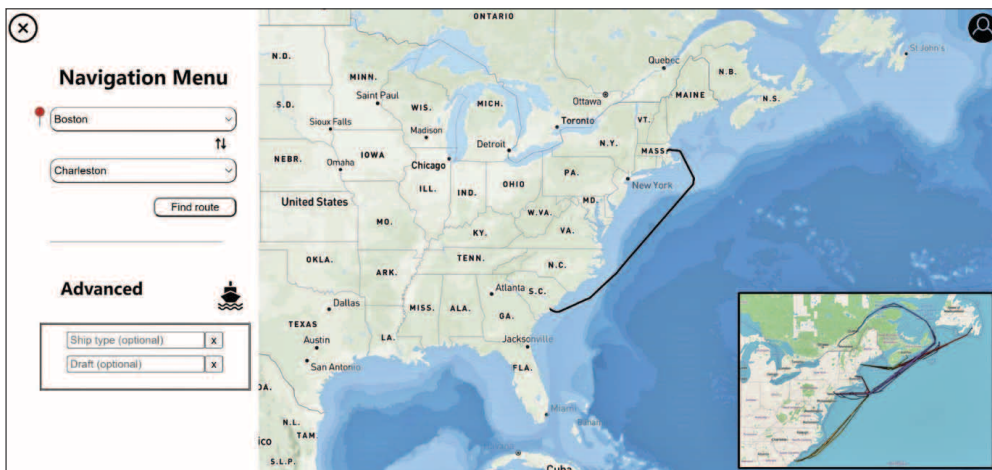 Navigation Menu
Boston
Charleston
Find route
Advanced
Ship type (optional)
x
Draft (optional)
x
ONTARIO
St John's
N.D.
Quebec
MINN.
N.B.
Saint Paul
MAINE
N.S.
S.D.
WIS.
MICH.
Ottawa
VT.
Toronto
Sioux Falls
Madison
Detroit
N.Y.
MASS.
NEBR.
Omaha
IOWA
Chicago
PA.
New York
ILL.
IND.
OHIO
United States
MD.
W.VA.
MO.
VA.
KY.
OKLA.
TENN.
N.C.
ARK.
Atlanta
S.C.
Dallas
MISS.
ALA.
GA.
TEXAS
LA.
Jacksonville
Austin
San Antonio
FLA.
Miami
N.L.
TAM.
S.L.P.
Cuba